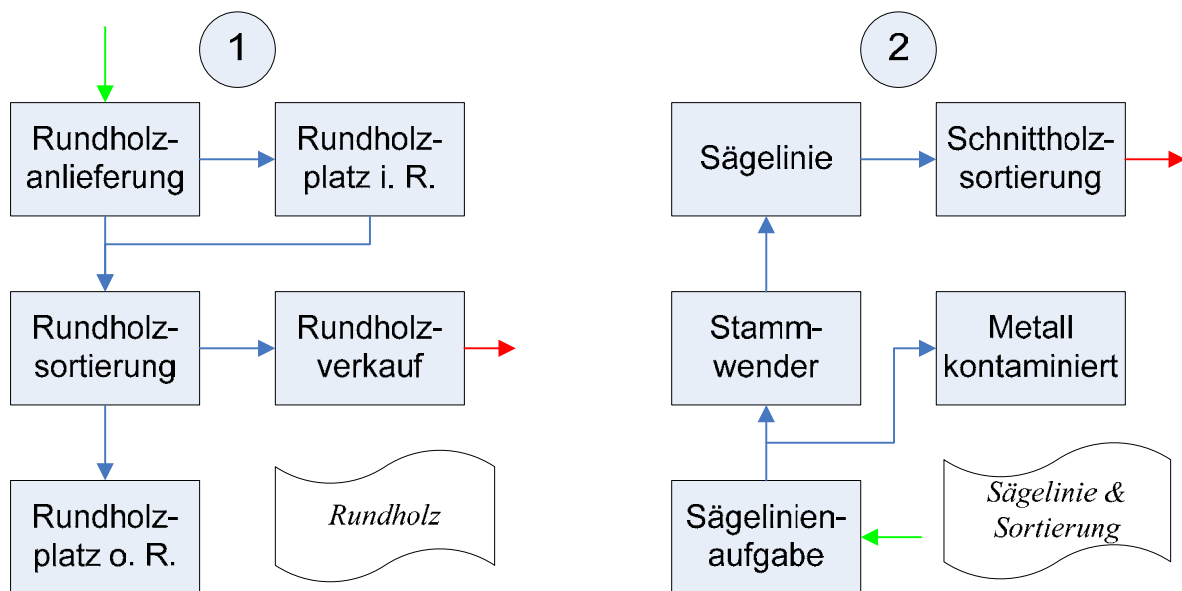 1
Rundholz-
anlieferung
Rundholz-
platz i. R.
Rundholz-
sortierung
Rundholz-
verkauf
Rundholz-
platz o. R.
Rundholz
2
Sägelinie
Schnittholz-
sortierung
Stamm-
wender
Metall
kontaminiert
Sägelinien-
aufgabe
Sägelinie &
Sortierung